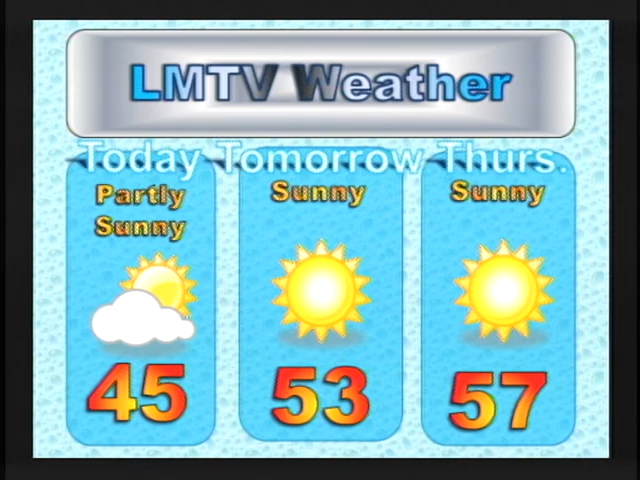 LMTV Weather
Today Tomorrow Thurs.
Partly Sunny
Sunny
Sunny
45 53 57